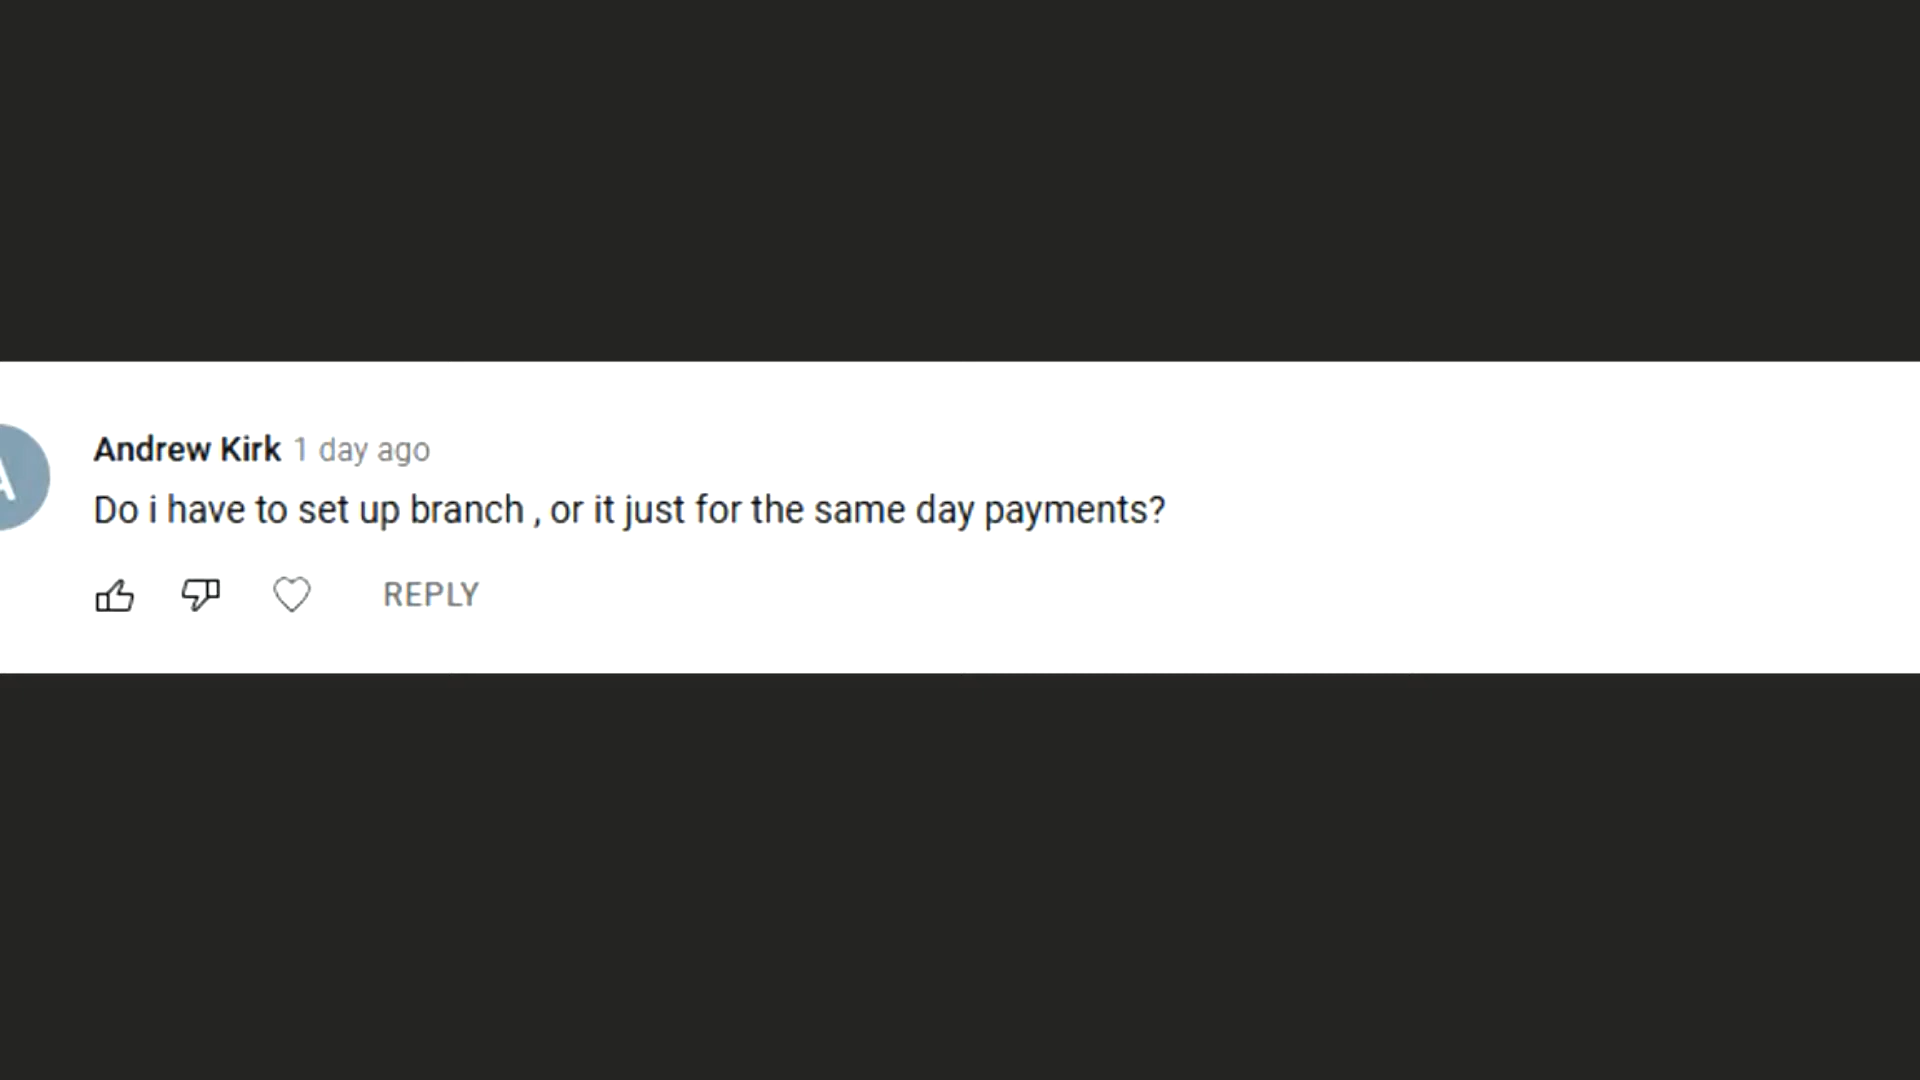 A
Andrew Kirk 1 day ago
Do i have to set up branch , or it just for the same day payments?
REPLY